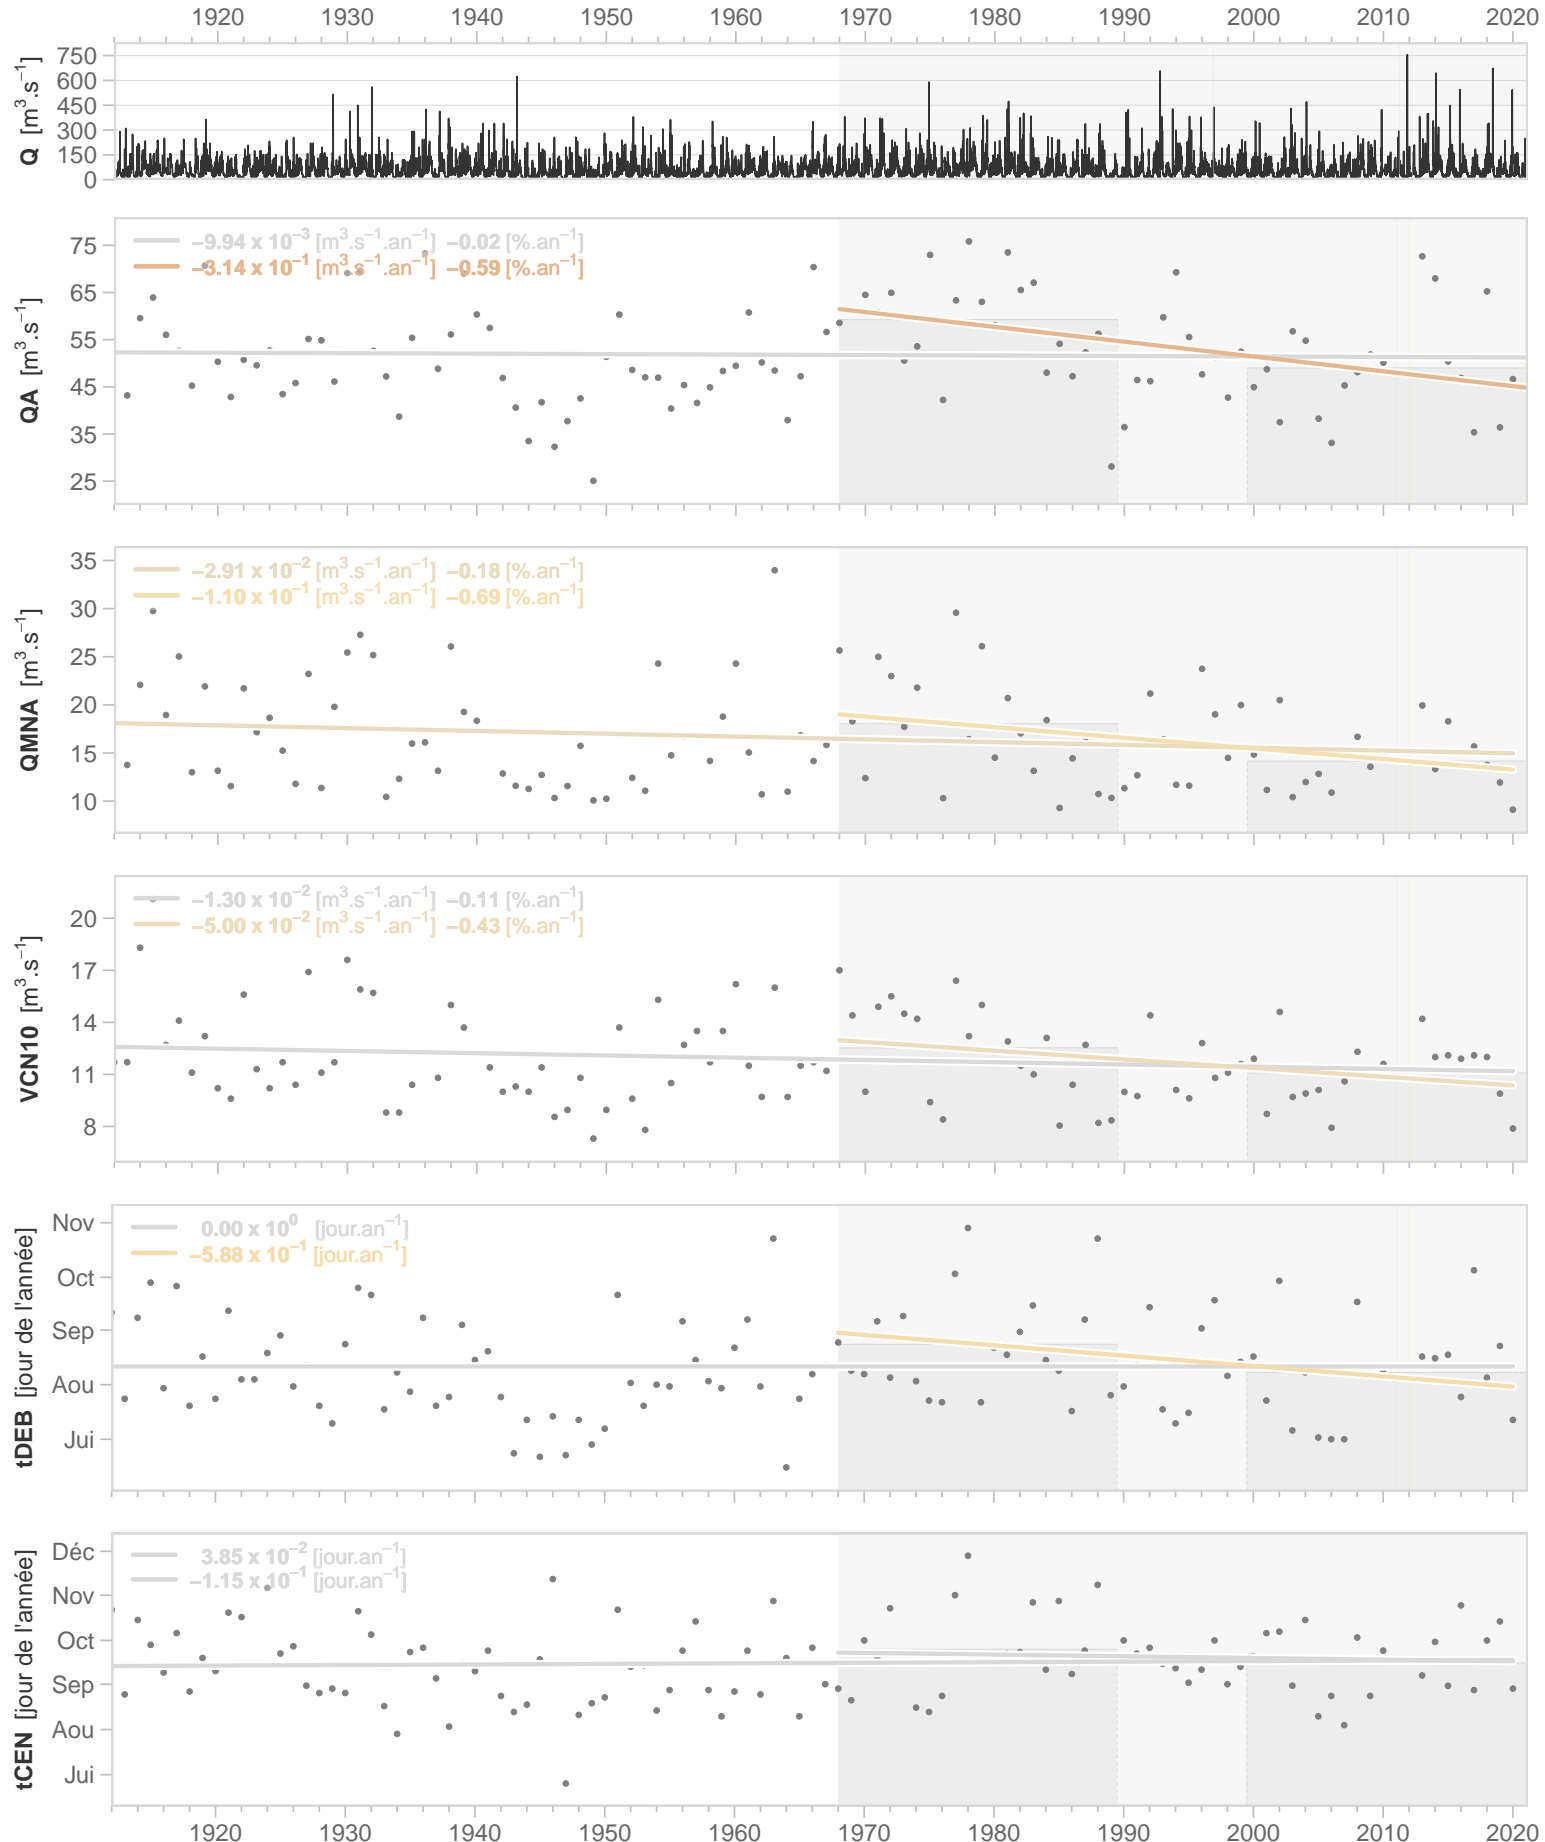 1920 1930 1940 1950 1960 1970 1980 1990 2000 2010 2020
Q [m³.s⁻¹]
750
600
450
300
150
0
QA [m³.s⁻¹]
−9.94 x 10⁻³ [m³.s⁻¹.an⁻¹] −0.02 [%.an⁻¹]
−3.14 x 10⁻¹ [m³.s⁻¹.an⁻¹] −0.59 [%.an⁻¹]
75
65
55
45
35
25
QMNA [m³.s⁻¹]
−2.91 x 10⁻² [m³.s⁻¹.an⁻¹] −0.18 [%.an⁻¹]
−1.10 x 10⁻¹ [m³.s⁻¹.an⁻¹] −0.69 [%.an⁻¹]
35
30
25
20
15
10
VCN10 [m³.s⁻¹]
−1.30 x 10⁻² [m³.s⁻¹.an⁻¹] −0.11 [%.an⁻¹]
−5.00 x 10⁻² [m³.s⁻¹.an⁻¹] −0.43 [%.an⁻¹]
20
17
14
11
8
tDEB [jour de l'année]
0.00 x 10⁰ [jour.an⁻¹]
−5.88 x 10⁻¹ [jour.an⁻¹]
Nov
Oct
Sep
Aou
Jui
tCEN [jour de l'année]
3.85 x 10⁻² [jour.an⁻¹]
−1.15 x 10⁻¹ [jour.an⁻¹]
Déc
Nov
Oct
Sep
Aou
Jui
1920 1930 1940 1950 1960 1970 1980 1990 2000 2010 2020